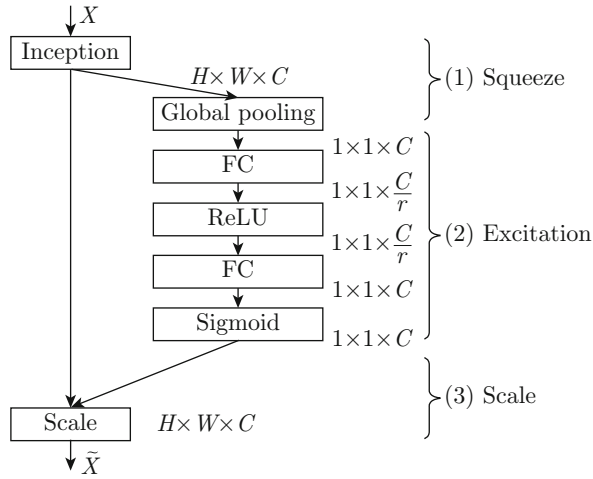 X
Inception
H×W×C
(1) Squeeze
Global pooling
1×1×C
FC
1×1×C/r
ReLU
(2) Excitation
1×1×C/r
FC
1×1×C
Sigmoid
1×1×C
(3) Scale
Scale
H×W×C
X̃